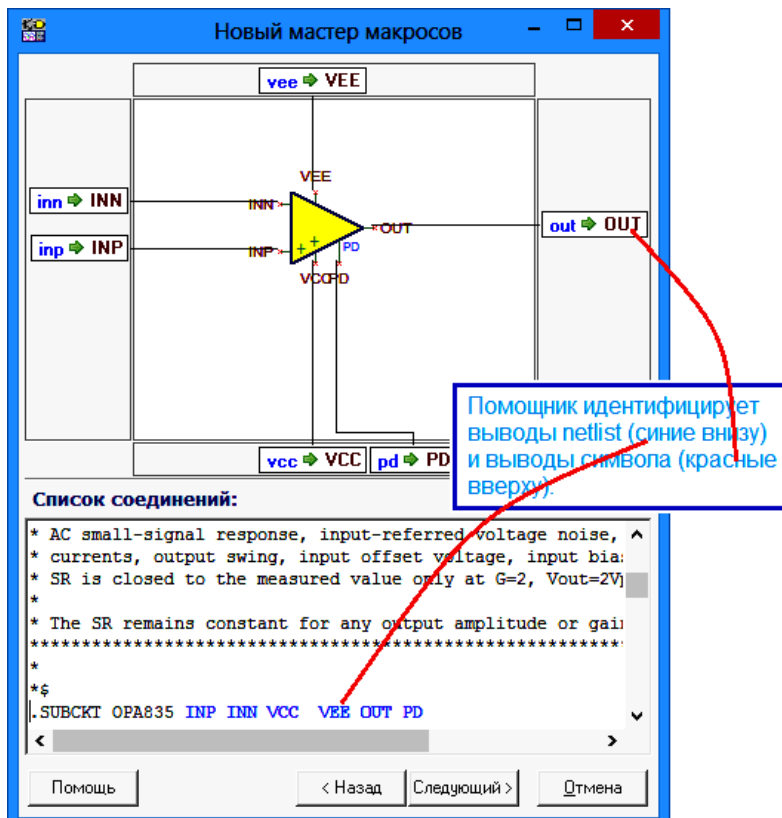 Новый мастер макросов
vee VEE
VEE
inn INN
INN
out OUT
OUT
inp INP
INP
PD
VCC PD
vcc VCC
pd PD
Помощник идентифицирует
выводы netlist (синие внизу)
и выводы символа (красные
вверху).
Список соединений:
* AC small-signal response, input-referred voltage noise,
* currents, output swing, input offset voltage, input bia
* SR is closed to the measured value only at G=2, Vout=2V
*
* The SR remains constant for any output amplitude or gai
************************************************************
*
*$
.SUBCKT OPA835 INP INN VCC VEE OUT PD
Помощь
< Назад
Следующий >
Отмена